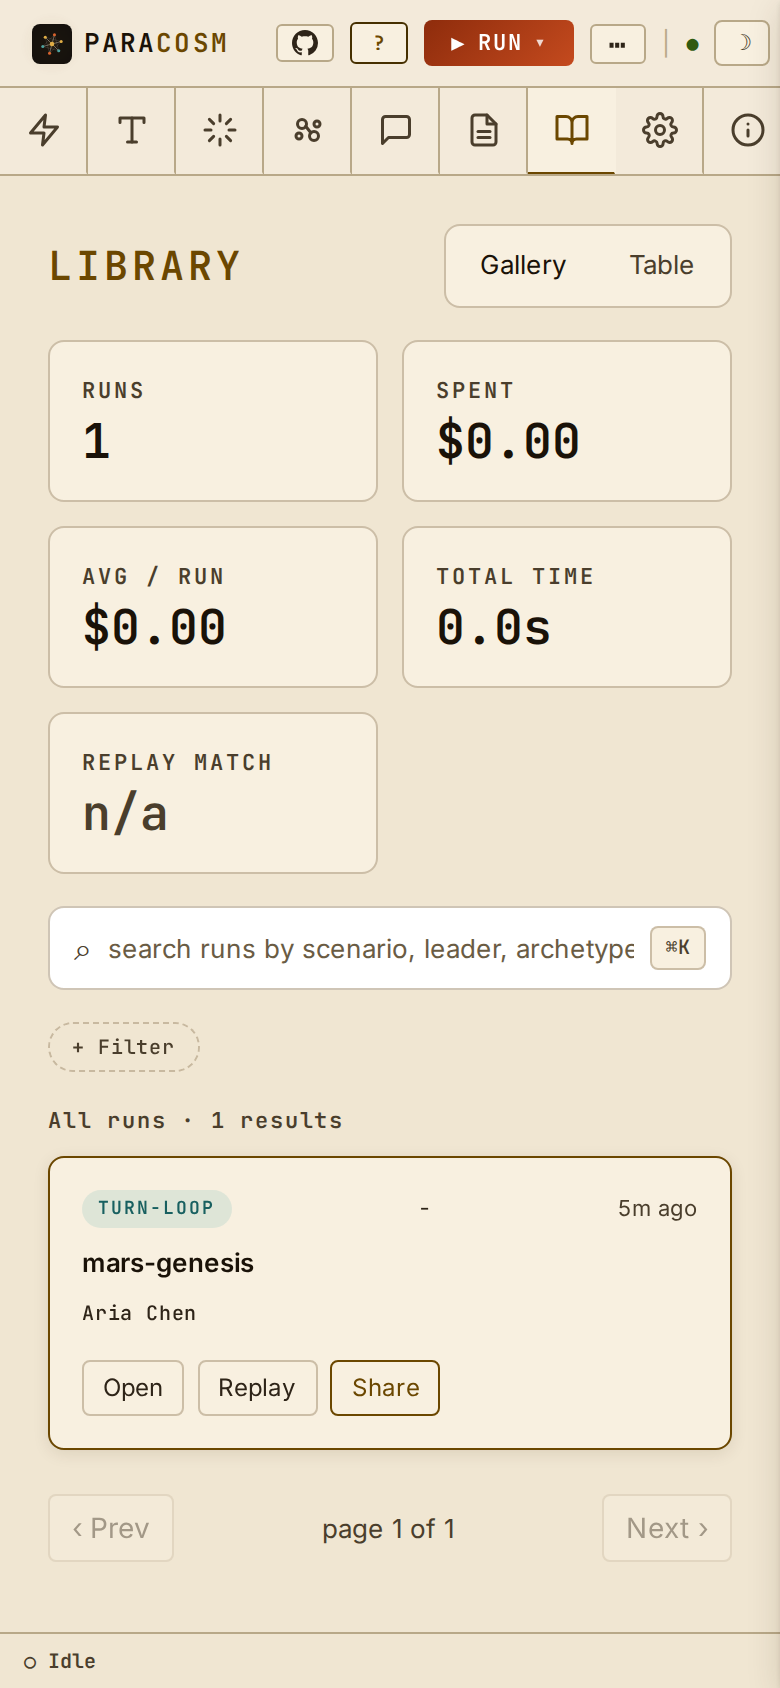 PARACOSM
?
▶ RUN ▾
LIBRARY
Gallery
Table
RUNS
1
SPENT
$0.00
AVG / RUN
$0.00
TOTAL TIME
0.0s
REPLAY MATCH
n/a
search runs by scenario, leader, archetype
⌘K
+ Filter
All runs · 1 results
TURN-LOOP
-
5m ago
mars-genesis
Aria Chen
Open
Replay
Share
‹ Prev
page 1 of 1
Next ›
Idle